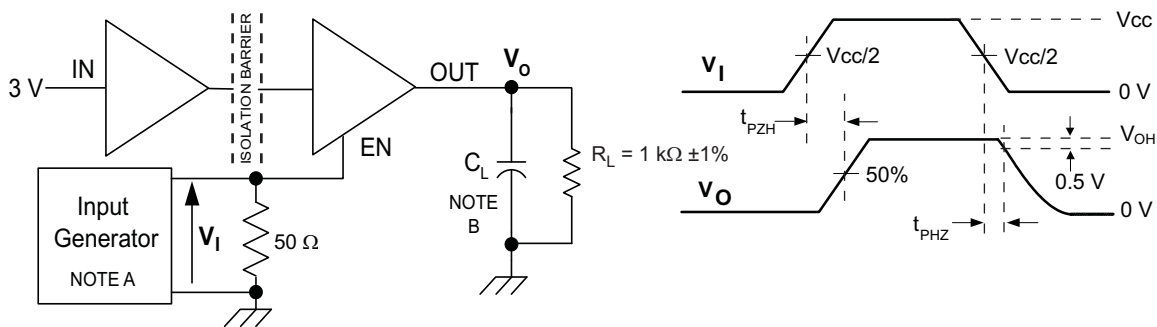 3 V
IN
ISOLATION BARRIER
OUT
EN
Vo
CL
NOTE
B
RL = 1 kΩ ±1%
Input
Generator
NOTE A
VI
50 Ω
VI
Vcc/2
Vcc/2
Vcc
0 V
tPZH
VO
50%
VOH
0.5 V
tPHZ
0 V